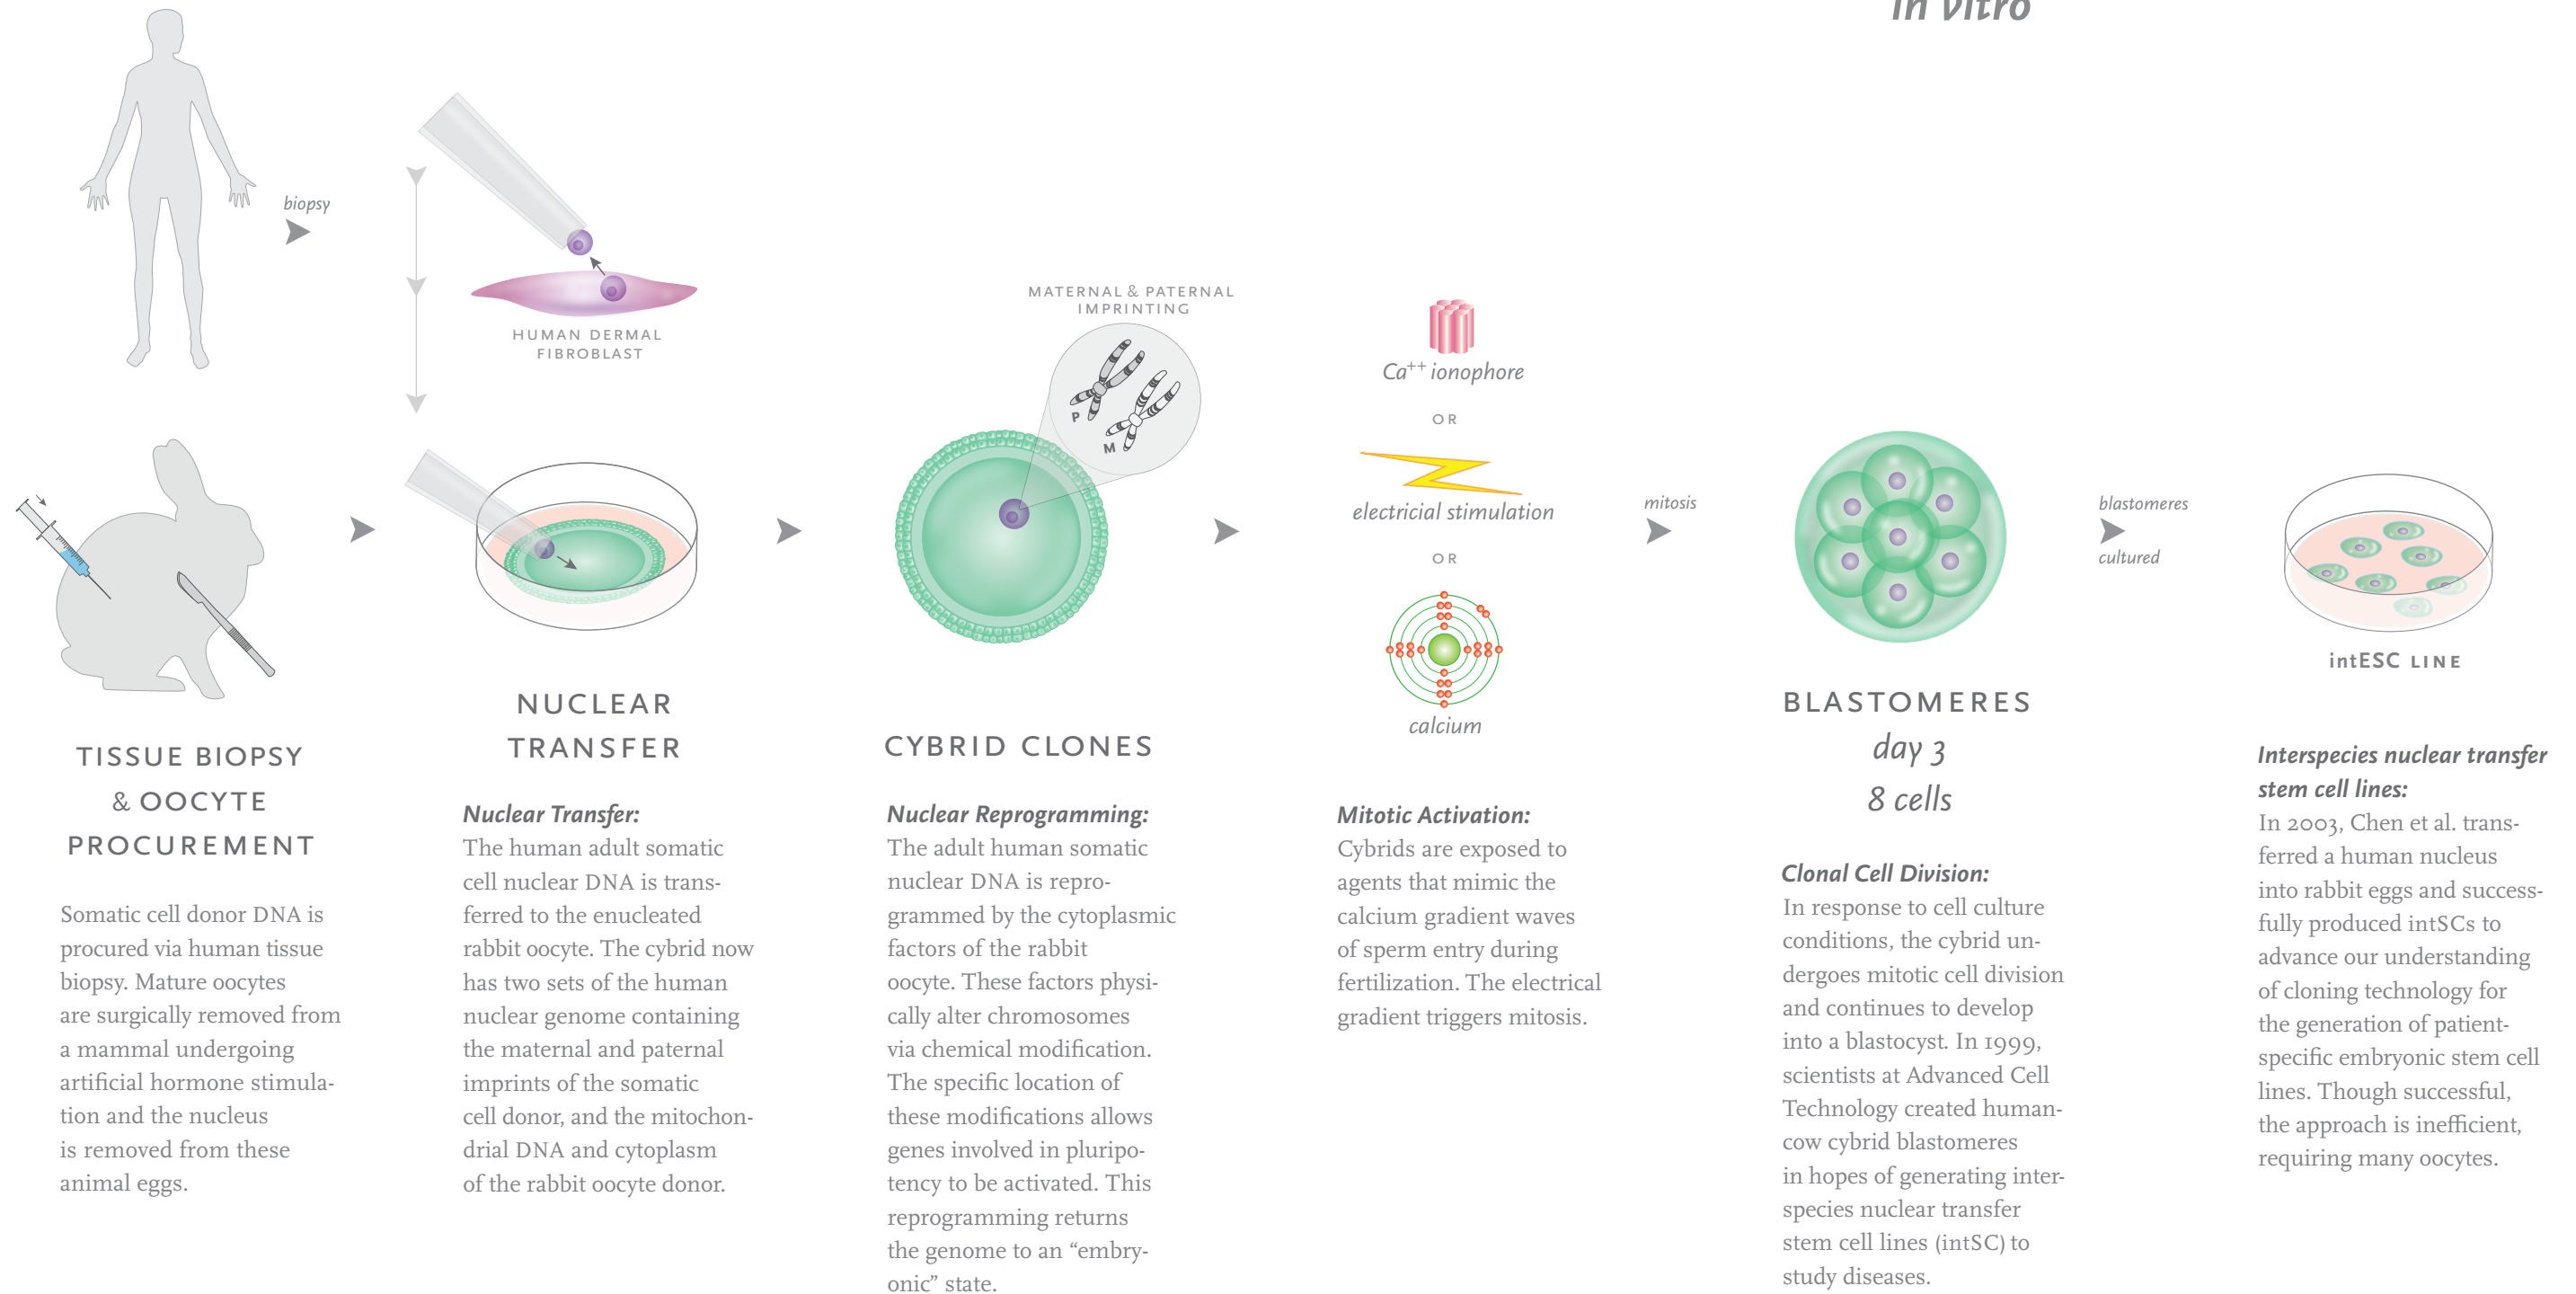 in vitro
biopsy
HUMAN DERMAL
FIBROBLAST
MATERNAL & PATERNAL
IMPRINTING
P
M
Ca++ ionophore
OR
electricial stimulation
OR
calcium
mitosis
blastomeres
cultured
intESC LINE
TISSUE BIOPSY
& OOCYTE
PROCUREMENT
Somatic cell donor DNA is
procured via human tissue
biopsy. Mature oocytes
are surgically removed from
a mammal undergoing
artificial hormone stimula-
tion and the nucleus
is removed from these
animal eggs.
NUCLEAR
TRANSFER
Nuclear Transfer:
The human adult somatic
cell nuclear DNA is trans-
ferred to the enucleated
rabbit oocyte. The cybrid now
has two sets of the human
nuclear genome containing
the maternal and paternal
imprints of the somatic
cell donor, and the mitochon-
drial DNA and cytoplasm
of the rabbit oocyte donor.
CYBRID CLONES
Nuclear Reprogramming:
The adult human somatic
nuclear DNA is repro-
grammed by the cytoplasmic
factors of the rabbit
oocyte. These factors physi-
cally alter chromosomes
via chemical modification.
The specific location of
these modifications allows
genes involved in pluripo-
tency to be activated. This
reprogramming returns
the genome to an “embry-
onic” state.
Mitotic Activation:
Cybrids are exposed to
agents that mimic the
calcium gradient waves
of sperm entry during
fertilization. The electrical
gradient triggers mitosis.
BLASTOMERES
day 3
8 cells
Clonal Cell Division:
In response to cell culture
conditions, the cybrid un-
dergoes mitotic cell division
and continues to develop
into a blastocyst. In 1999,
scientists at Advanced Cell
Technology created human-
cow cybrid blastomeres
in hopes of generating inter-
species nuclear transfer
stem cell lines (intSC) to
study diseases.
Interspecies nuclear transfer
stem cell lines:
In 2003, Chen et al. trans-
ferred a human nucleus
into rabbit eggs and success-
fully produced intSCs to
advance our understanding
of cloning technology for
the generation of patient-
specific embryonic stem cell
lines. Though successful,
the approach is inefficient,
requiring many oocytes.